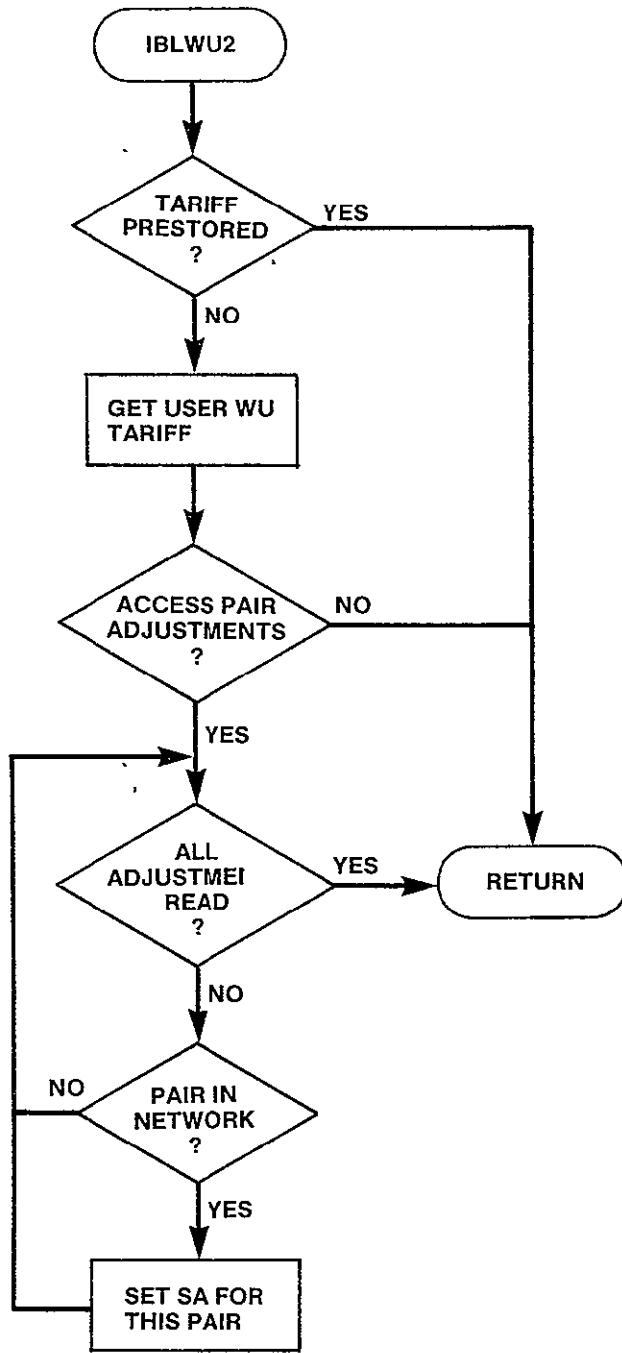 IBLWU2
TARIFF
PRESTORED
?
YES
NO
GET USER WU
TARIFF
ACCESS PAIR
ADJUSTMENTS
?
NO
YES
ALL
ADJUSTMEI
READ
?
YES
RETURN
NO
PAIR IN
NETWORK
?
NO
YES
SET SA FOR
THIS PAIR